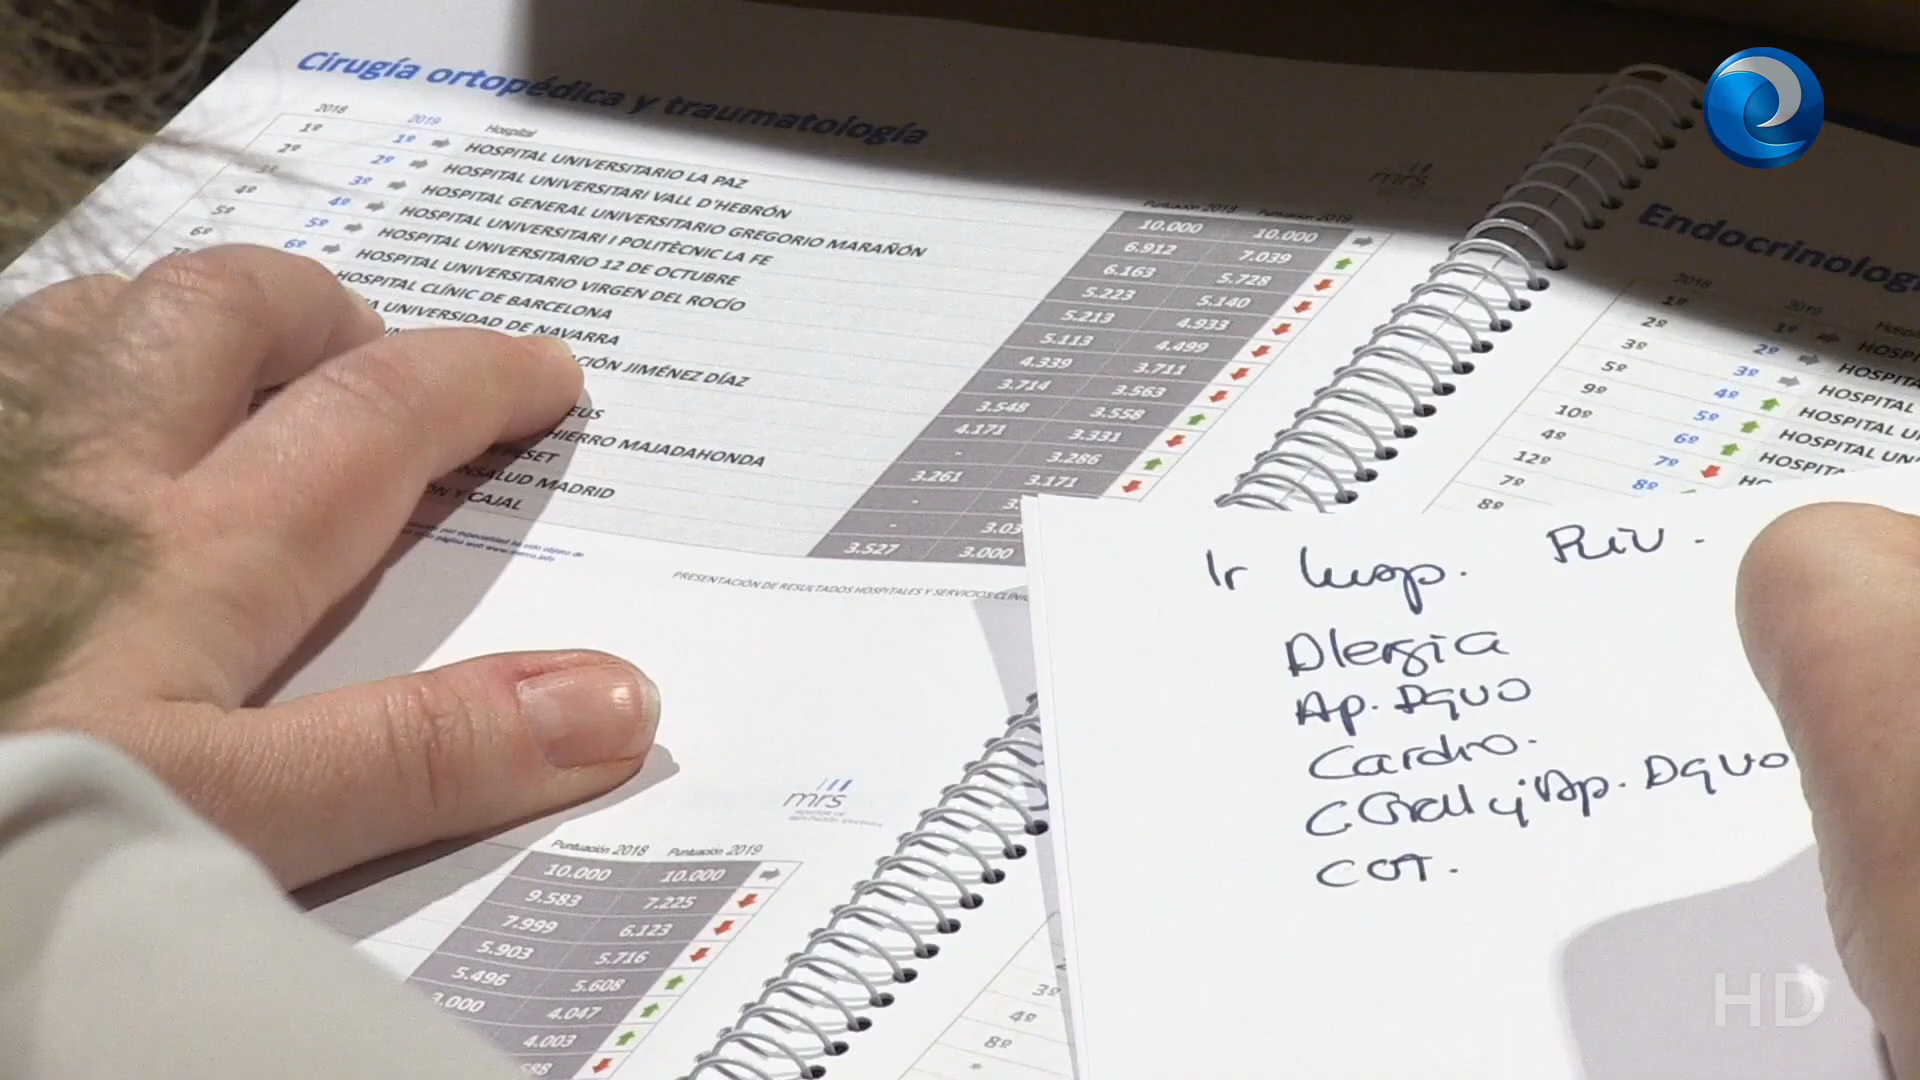 Cirugía ortopédica y traumatología
2018 2019 Hospital
1º 1º HOSPITAL UNIVERSITARIO LA PAZ
2º 2º HOSPITAL UNIVERSITARI VALL D'HEBRÓN
3º 3º HOSPITAL GENERAL UNIVERSITARIO GREGORIO MARAÑÓN
4º 4º HOSPITAL UNIVERSITARI I POLITÈCNIC LA FE
5º 5º HOSPITAL UNIVERSITARIO 12 DE OCTUBRE
6º 6º HOSPITAL UNIVERSITARIO VIRGEN DEL ROCÍO
7º HOSPITAL CLÍNIC DE BARCELONA
UNIVERSIDAD DE NAVARRA
JIMÉNEZ DÍAZ
HIERRO MAJADAHONDA
MADRID
Y CAJAL
mrs
Puntuación 2018 Puntuación 2019
10.000 10.000
6.912 7.039
6.163 5.728
5.223 5.140
5.213 4.933
5.113 4.499
4.339 3.711
3.714 3.563
3.548 3.558
4.171 3.331
- 3.286
3.261 3.171
-
3.527 3.000
PRESENTACIÓN DE RESULTADOS HOSPITALES Y SERVICIOS
2018 2019
1º 1º HOSPI
2º 2º HOSPITA
3º 3º HOSPITAL
5º 4º HOSPITAL U
9º 5º HOSPITAL UN
10º 6º HOSPITA
4º 7º
12º 8º
7º
8º
mrs
Puntuación 2018 Puntuación 2019
10.000 10.000
9.583 7.225
7.999 6.123
5.903 5.716
5.496 5.608
3.000 4.047
4.003
3º
4º
8º
Ir hosp. Priv.
Alergia
Ap. Dgvo
Cardio.
CGral y Ap. Dgvo
COT.
HD